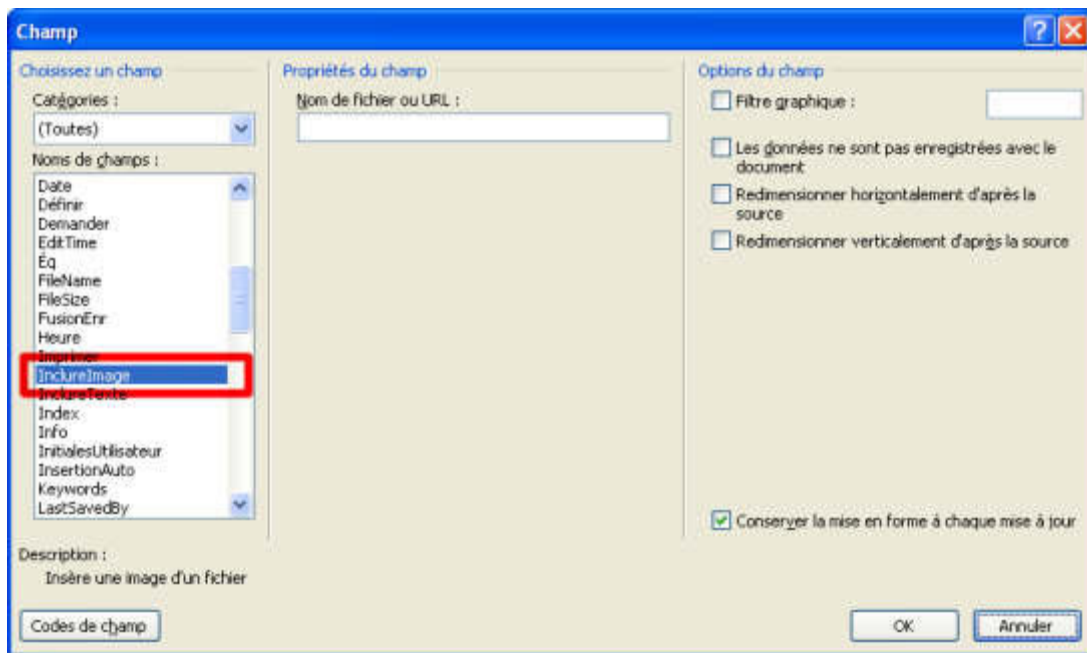 Champ
Choisissez un champ
Catégories :
(Toutes)
Noms de champs :
Date
Définir
Demander
EditTime
Éq
FileName
FileSize
FusionEnr
Heure
Imprimer
InclureImage
InclureTexte
Index
Info
InitialesUtilisateur
InsertionAuto
Keywords
LastSavedBy
Propriétés du champ
Nom de fichier ou URL :
Options du champ
Filtre graphique :
Les données ne sont pas enregistrées avec le
document
Redimensionner horizontalement d'après la
source
Redimensionner verticalement d'après la source
Conserver la mise en forme à chaque mise à jour
Description :
Insère une image d'un fichier
Codes de champ
OK
Annuler